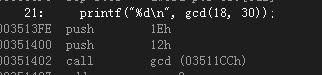 21: printf("%d\n", gcd(18, 30));
003513FE push 1Eh
00351400 push 12h
00351402 call gcd (03511CCh)